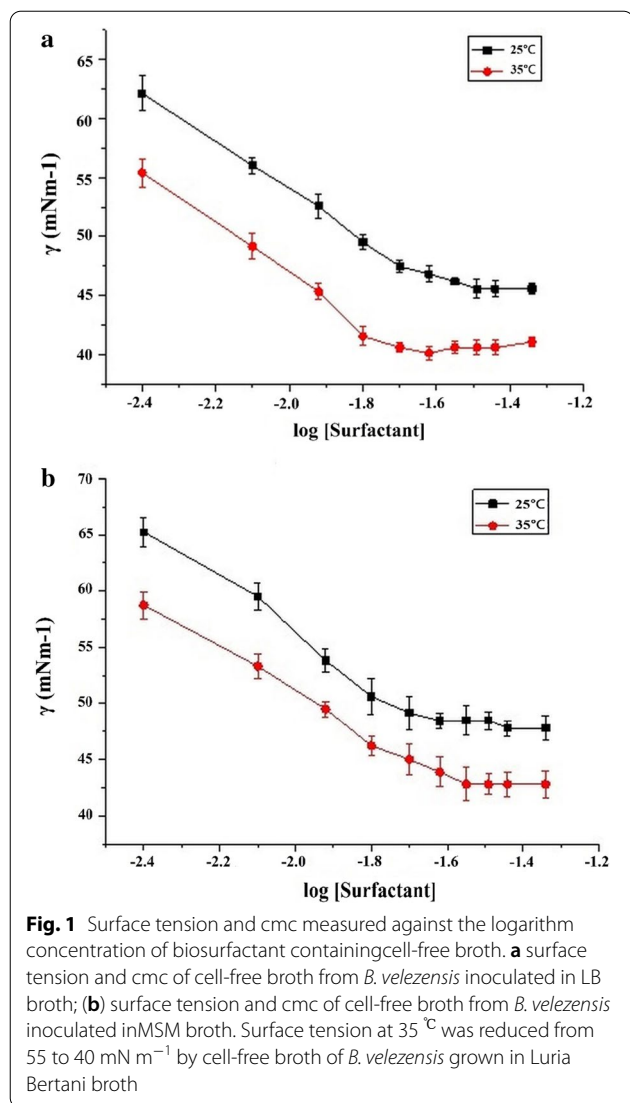 a
25°C
35°C
65
60
55
50
45
40
γ (mNm-1)
-2.4 -2.2 -2.0 -1.8 -1.6 -1.4 -1.2
log [Surfactant]
b
25°C
35°C
70
65
60
55
50
45
40
γ (mNm-1)
-2.4 -2.2 -2.0 -1.8 -1.6 -1.4 -1.2
log [Surfactant]
Fig. 1 Surface tension and cmc measured against the logarithm
concentration of biosurfactant containingcell-free broth. a surface
tension and cmc of cell-free broth from B. velezensis inoculated in LB
broth; (b) surface tension and cmc of cell-free broth from B. velezensis
inoculated inMSM broth. Surface tension at 35 ℃ was reduced from
55 to 40 mN m⁻¹ by cell-free broth of B. velezensis grown in Luria
Bertani broth